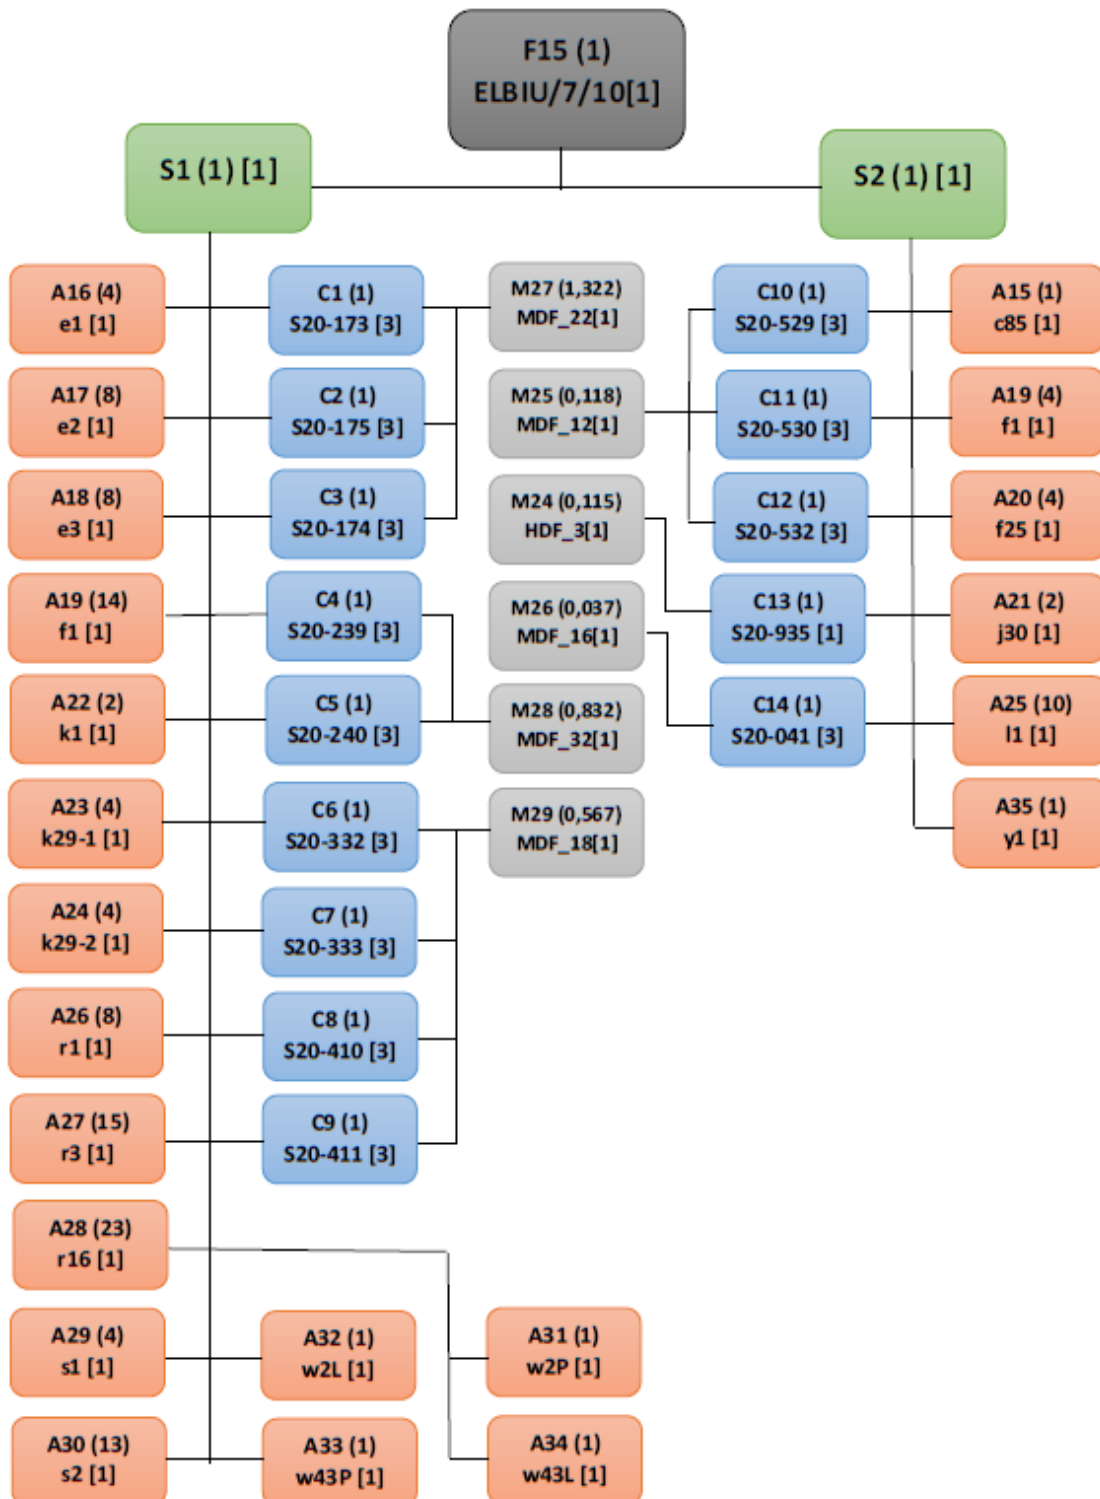 F15 (1)
ELBIU/7/10[1]
S1 (1) [1]
S2 (1) [1]
A16 (4)
e1 [1]
C1 (1)
S20-173 [3]
M27 (1,322)
MDF_22[1]
C10 (1)
S20-529 [3]
A15 (1)
c85 [1]
A17 (8)
e2 [1]
C2 (1)
S20-175 [3]
M25 (0,118)
MDF_12[1]
C11 (1)
S20-530 [3]
A19 (4)
f1 [1]
A18 (8)
e3 [1]
C3 (1)
S20-174 [3]
M24 (0,115)
HDF_3[1]
C12 (1)
S20-532 [3]
A20 (4)
f25 [1]
A19 (14)
f1 [1]
C4 (1)
S20-239 [3]
M26 (0,037)
MDF_16[1]
C13 (1)
S20-935 [1]
A21 (2)
j30 [1]
A22 (2)
k1 [1]
C5 (1)
S20-240 [3]
M28 (0,832)
MDF_32[1]
C14 (1)
S20-041 [3]
A25 (10)
l1 [1]
A23 (4)
k29-1 [1]
C6 (1)
S20-332 [3]
M29 (0,567)
MDF_18[1]
A35 (1)
y1 [1]
A24 (4)
k29-2 [1]
C7 (1)
S20-333 [3]
A26 (8)
r1 [1]
C8 (1)
S20-410 [3]
A27 (15)
r3 [1]
C9 (1)
S20-411 [3]
A28 (23)
r16 [1]
A29 (4)
s1 [1]
A32 (1)
w2L [1]
A31 (1)
w2P [1]
A30 (13)
s2 [1]
A33 (1)
w43P [1]
A34 (1)
w43L [1]